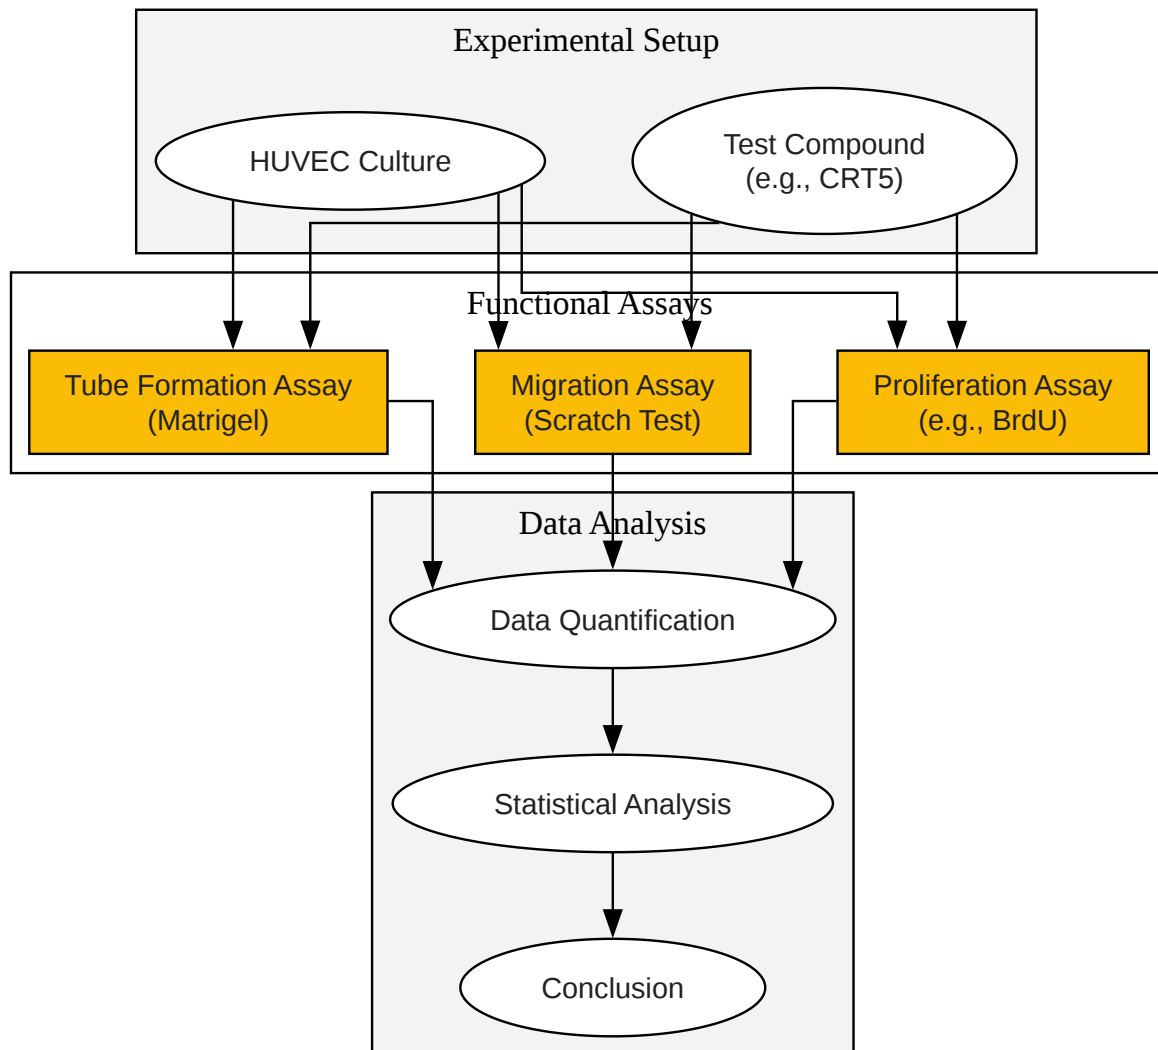 Experimental Setup
HUVEC Culture
Test Compound
(e.g., CRT5)
Functional Assays
Tube Formation Assay
(Matrigel)
Migration Assay
(Scratch Test)
Proliferation Assay
(e.g., BrdU)
Data Analysis
Data Quantification
Statistical Analysis
Conclusion